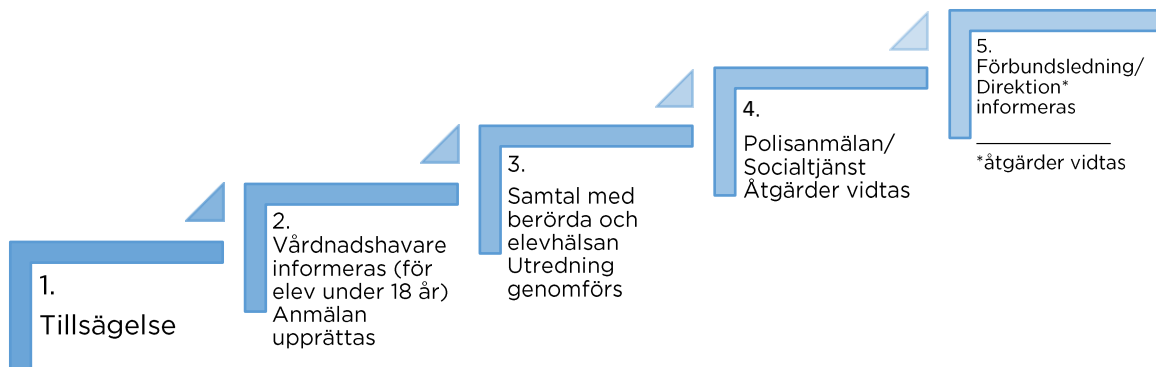 1.
Tillsägelse
2.
Vårdnadshavare
informeras (för
elev under 18 år)
Anmälan
upprättas
3.
Samtal med
berörda och
elevhälsan
Utredning
genomförs
4.
Polisanmälan/
Socialtjänst
Åtgärder vidtas
5.
Förbundsledning/
Direktion*
informeras
*åtgärder vidtas